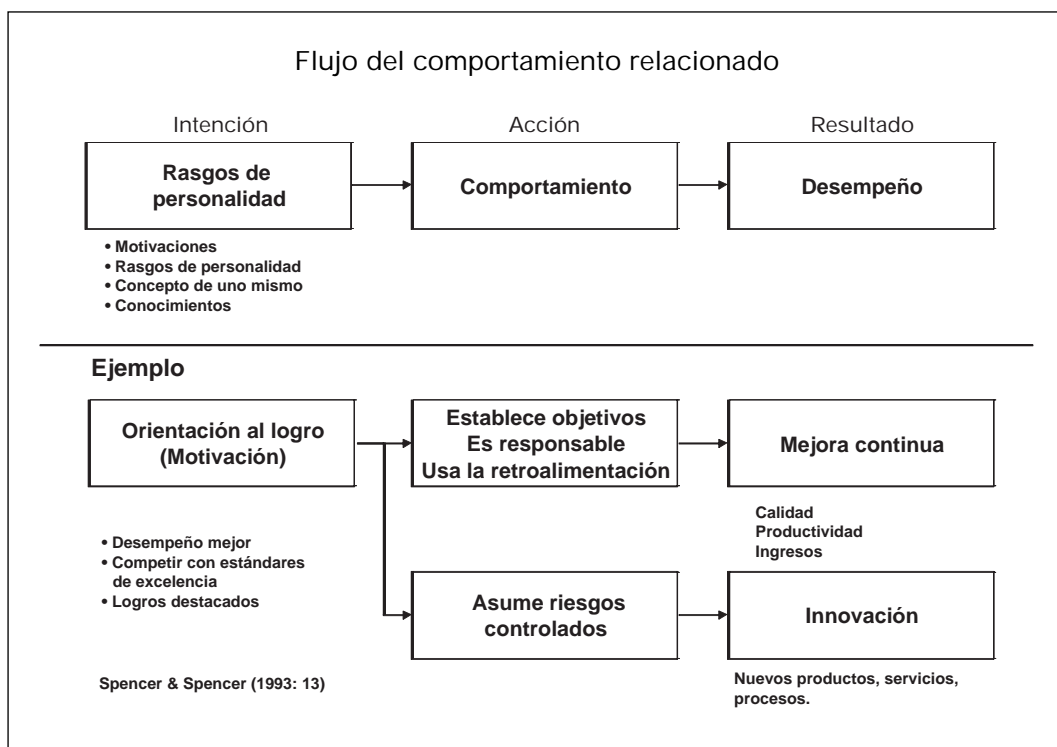 Flujo del comportamiento relacionado
Intención
Acción
Resultado
Rasgos de
personalidad
Comportamiento
Desempeño
• Motivaciones
• Rasgos de personalidad
• Concepto de uno mismo
• Conocimientos
Ejemplo
Orientación al logro
(Motivación)
Establece objetivos
Es responsable
Usa la retroalimentación
Mejora continua
• Desempeño mejor
• Competir con estándares
de excelencia
• Logros destacados
Calidad
Productividad
Ingresos
Asume riesgos
controlados
Innovación
Spencer & Spencer (1993: 13)
Nuevos productos, servicios,
procesos.